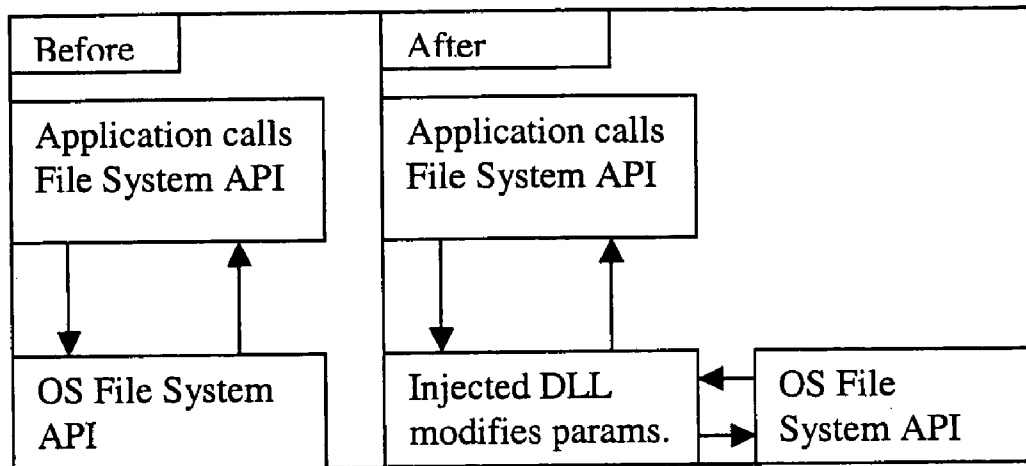 Before
Application calls
File System API
OS File System
API
After
Application calls
File System API
Injected DLL
modifies params.
OS File
System API